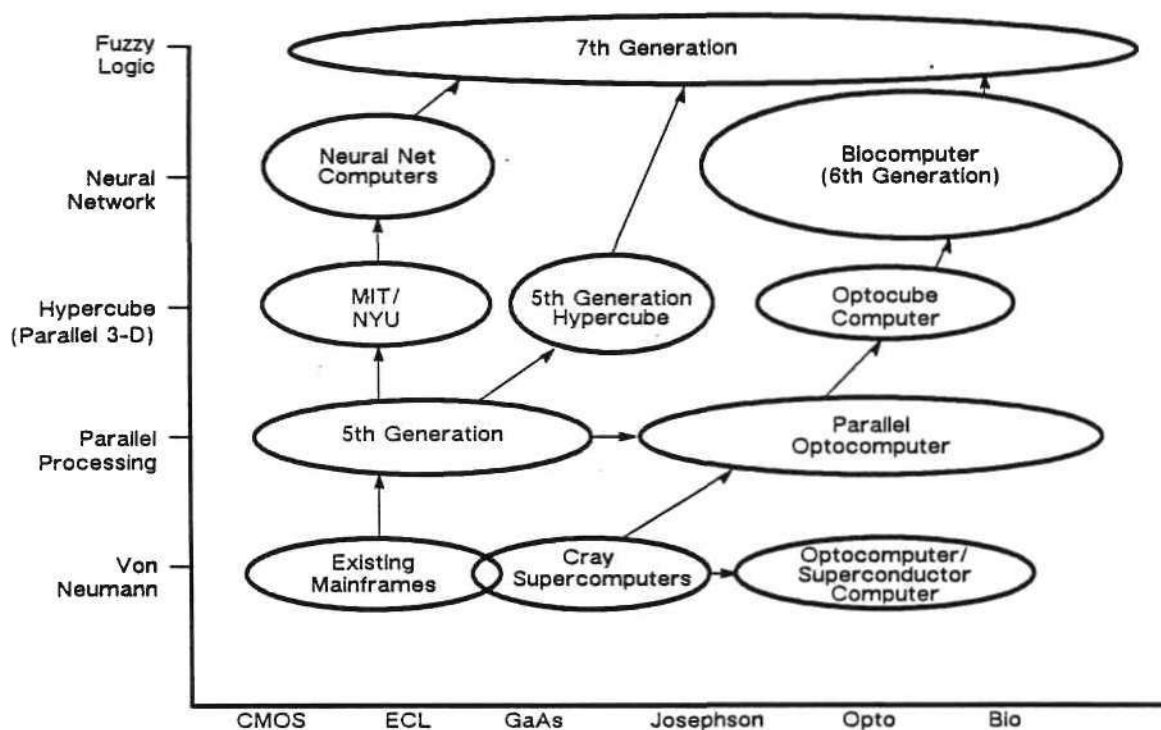 Fuzzy
Logic
7th Generation
Neural
Network
Neural Net
Computers
Biocomputer
(6th Generation)
Hypercube
(Parallel 3-D)
MIT/
NYU
5th Generation
Hypercube
Optocube
Computer
Parallel
Processing
5th Generation
Parallel
Optocomputer
Von
Neumann
Existing
Mainframes
Cray
Supercomputers
Optocomputer/
Superconductor
Computer
CMOS ECL GaAs Josephson Opto Bio